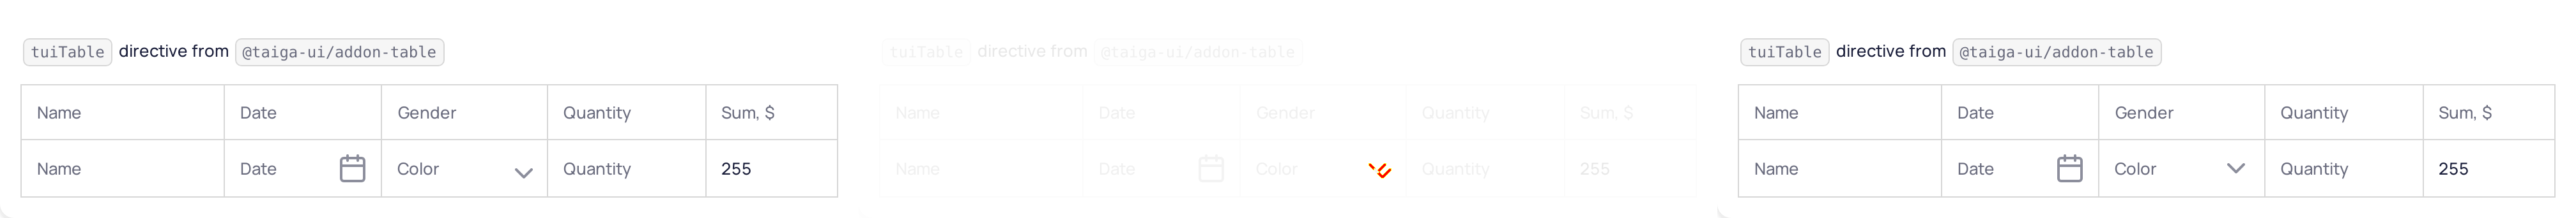 tuiTable directive from @taiga-ui/addon-table
Name Date Gender Quantity Sum, $
Name Date Color Quantity 255
tuiTable directive from @taiga-ui/addon-table
Name Date Gender Quantity Sum, $
Name Date Color Quantity 255
tuiTable directive from @taiga-ui/addon-table
Name Date Gender Quantity Sum, $
Name Date Color Quantity 255